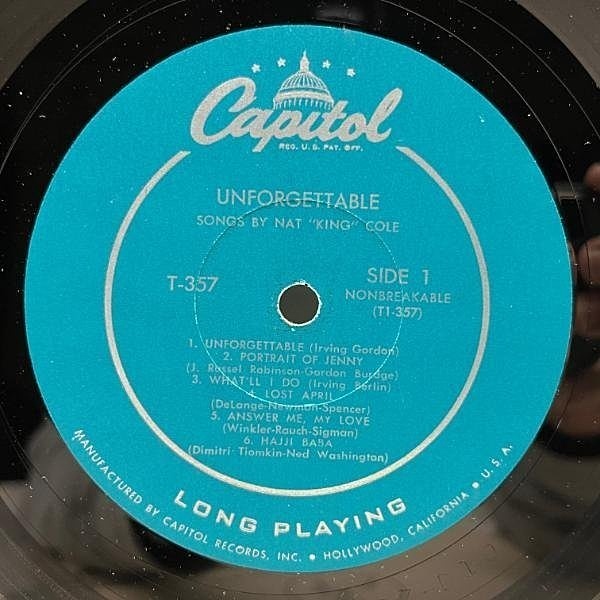 Capitol
REG. U.S. PAT. OFF.
UNFORGETTABLE
SONGS BY NAT "KING" COLE
T-357
SIDE 1
NONBREAKABLE
(T1-357)
1. UNFORGETTABLE (Irving Gordon)
2. PORTRAIT OF JENNY
(J. Russel Robinson-Gordon Burdge)
3. WHAT'LL I DO (Irving Berlin)
4. LOST APRIL
(DeLange-Newman-Spencer)
5. ANSWER ME, MY LOVE
(Winkler-Rauch-Sigman)
6. HAJJI BABA
(Dimitri Tiomkin-Ned Washington)
LONG PLAYING
MANUFACTURED BY CAPITOL RECORDS, INC. • HOLLYWOOD, CALIFORNIA • U.S.A.